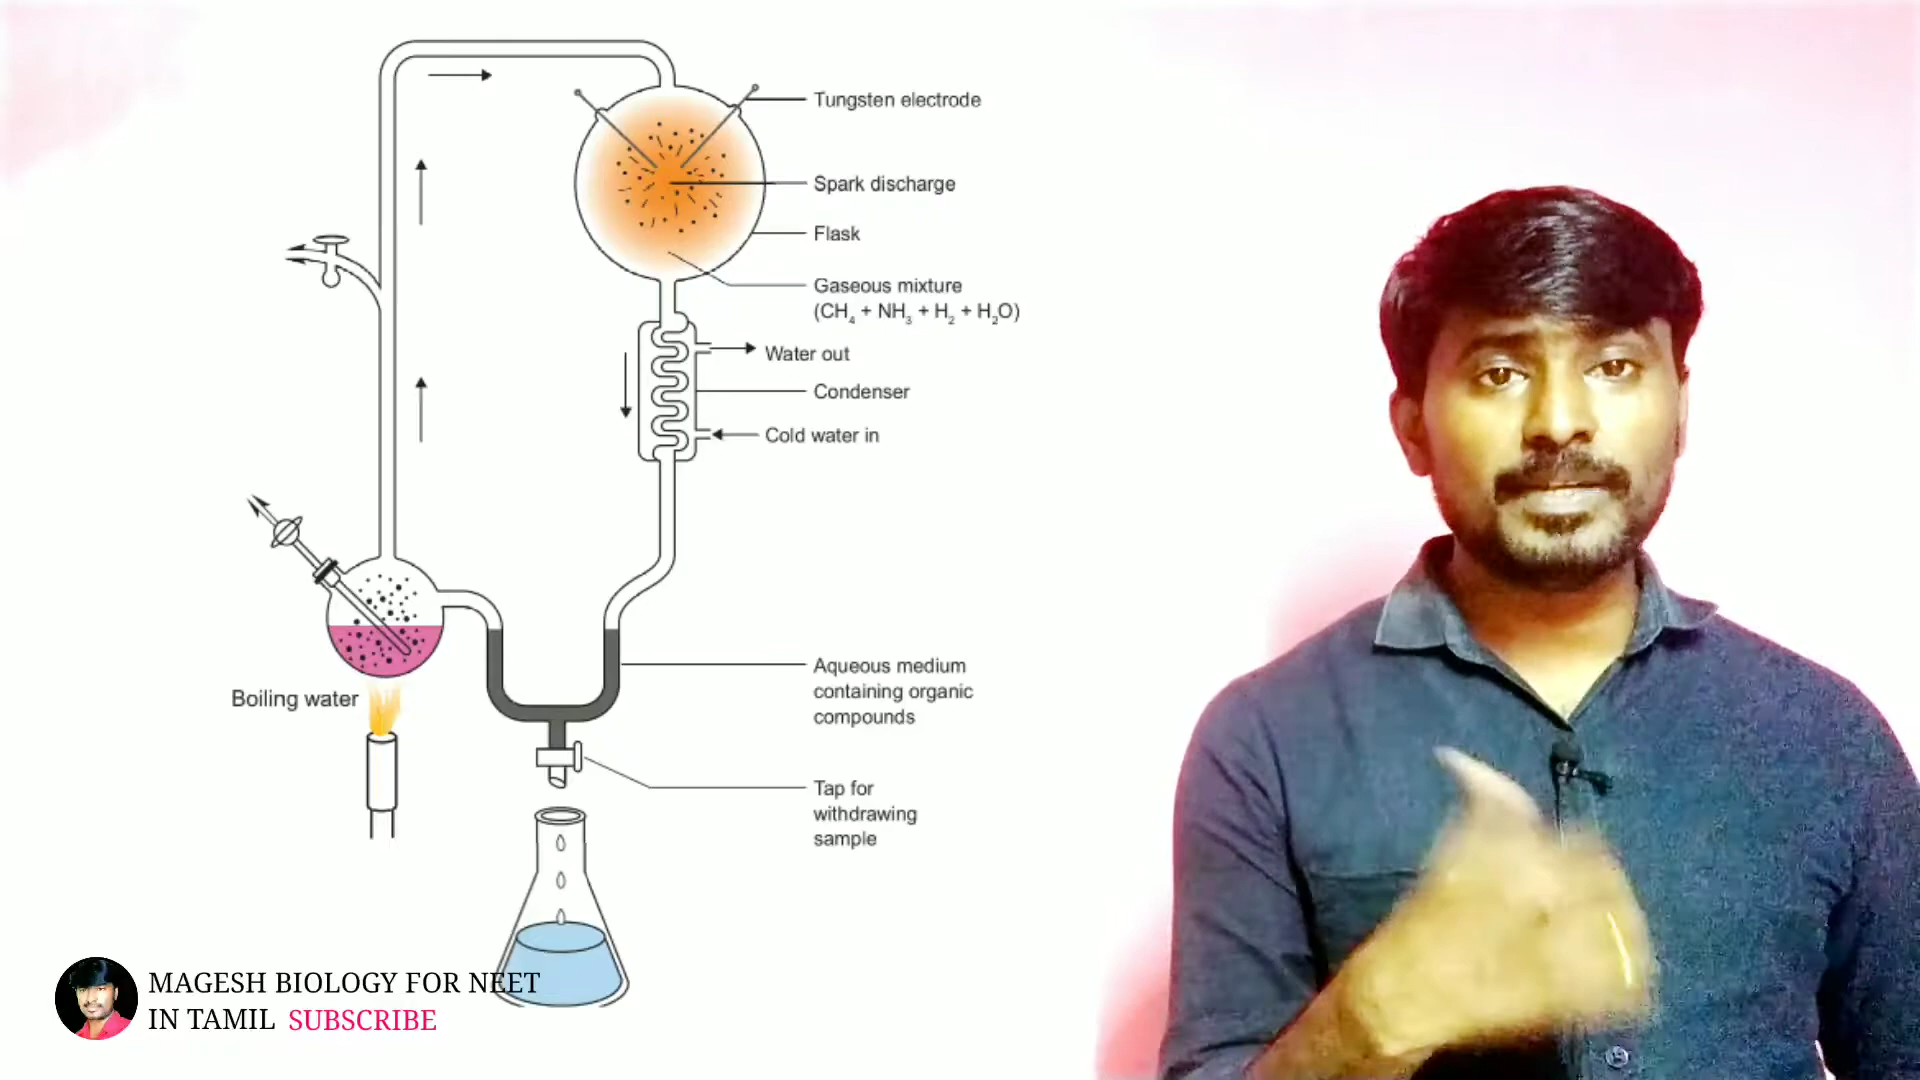 Tungsten electrode
Spark discharge
Flask
Gaseous mixture
(CH₄ + NH₃ + H₂ + H₂O)
Water out
Condenser
Cold water in
Aqueous medium
containing organic
compounds
Boiling water
Tap for
withdrawing
sample
MAGESH BIOLOGY FOR NEET
IN TAMIL SUBSCRIBE